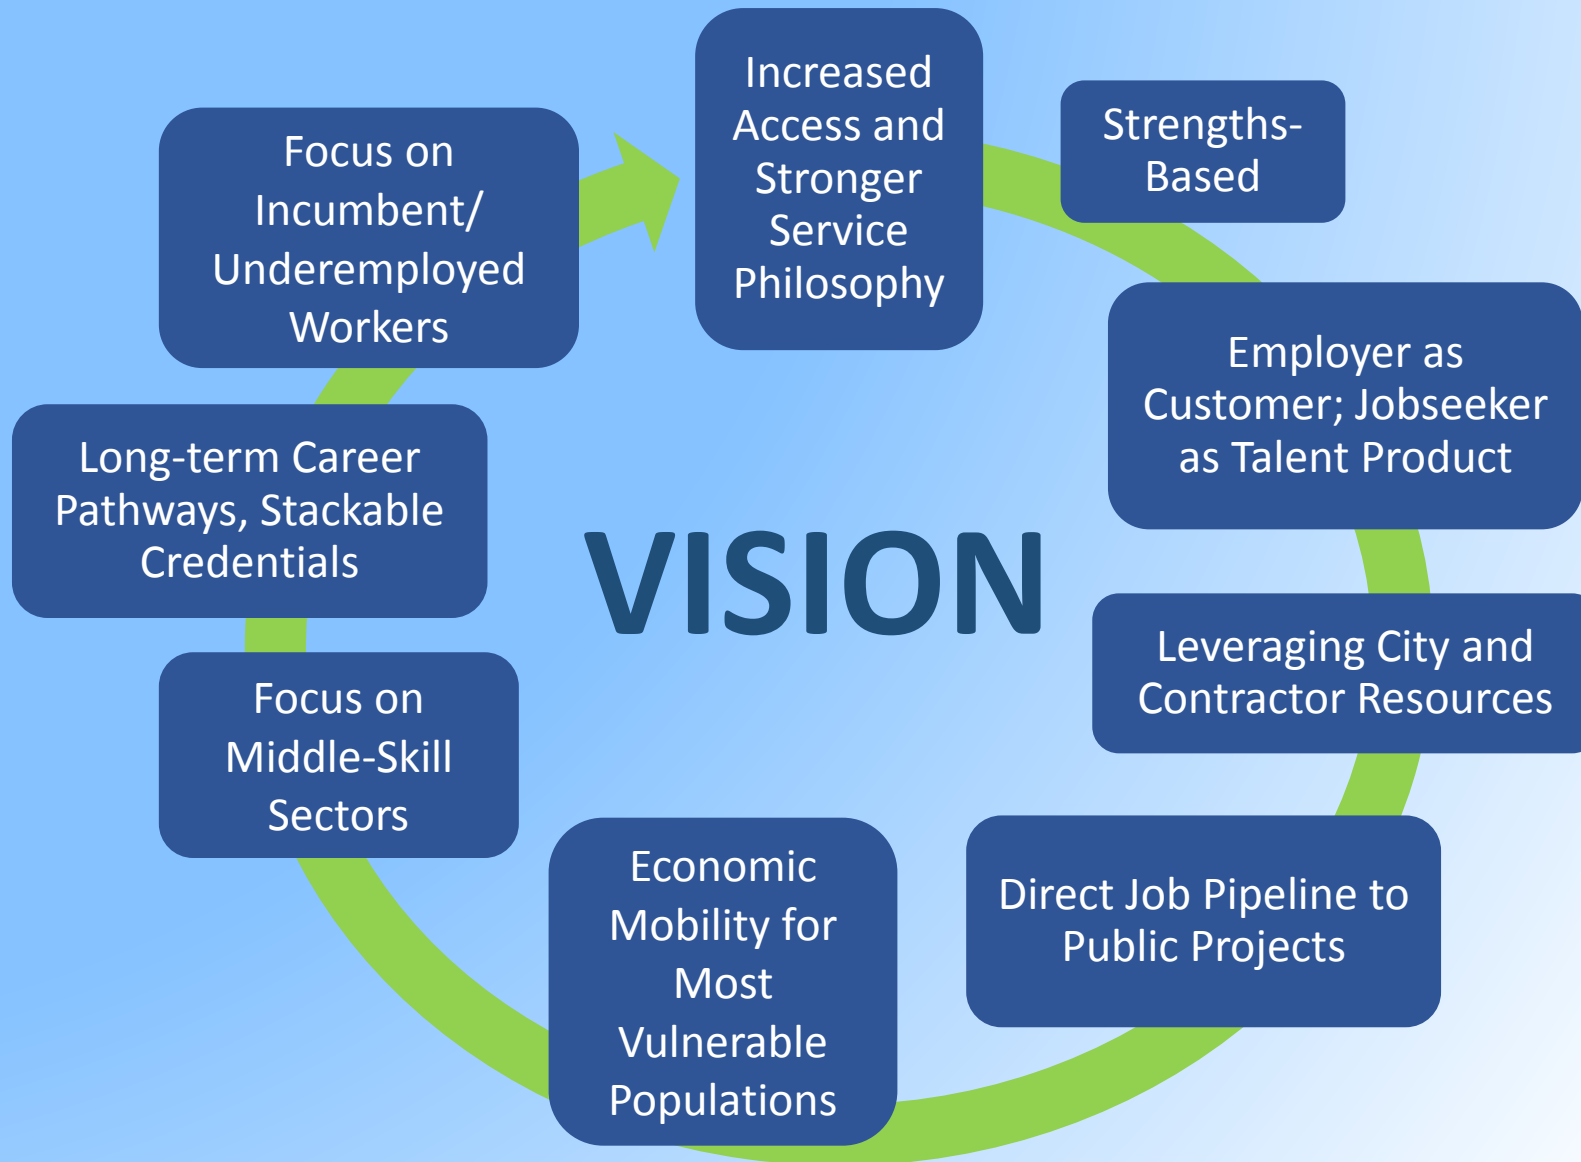 Increased
Access and
Stronger
Service
Philosophy
Strengths-
Based
Employer as
Customer; Jobseeker
as Talent Product
Leveraging City and
Contractor Resources
Direct Job Pipeline to
Public Projects
Economic
Mobility for
Most
Vulnerable
Populations
Focus on
Middle-Skill
Sectors
Long-term Career
Pathways, Stackable
Credentials
Focus on
Incumbent/
Underemployed
Workers
VISION